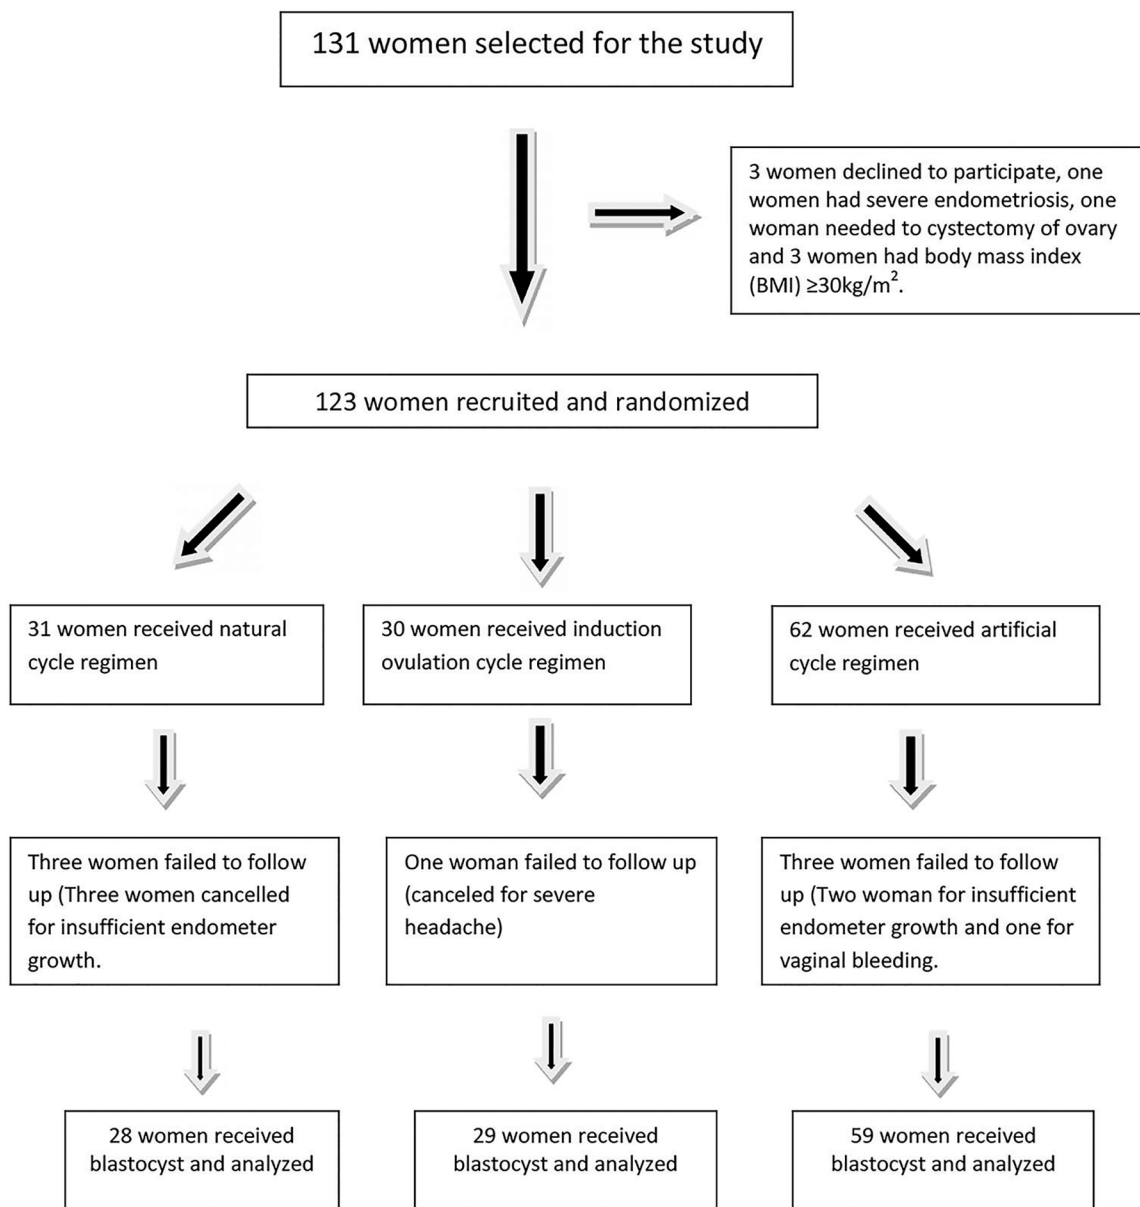 131 women selected for the study
3 women declined to participate, one
women had severe endometriosis, one
woman needed to cystectomy of ovary
and 3 women had body mass index
(BMI) ≥30kg/m².
123 women recruited and randomized
31 women received natural
cycle regimen
30 women received induction
ovulation cycle regimen
62 women received artificial
cycle regimen
Three women failed to follow
up (Three women cancelled
for insufficient endometer
growth.
One woman failed to follow up
(canceled for severe
headache)
Three women failed to follow
up (Two woman for insufficient
endometer growth and one for
vaginal bleeding.
28 women received
blastocyst and analyzed
29 women received
blastocyst and analyzed
59 women received
blastocyst and analyzed